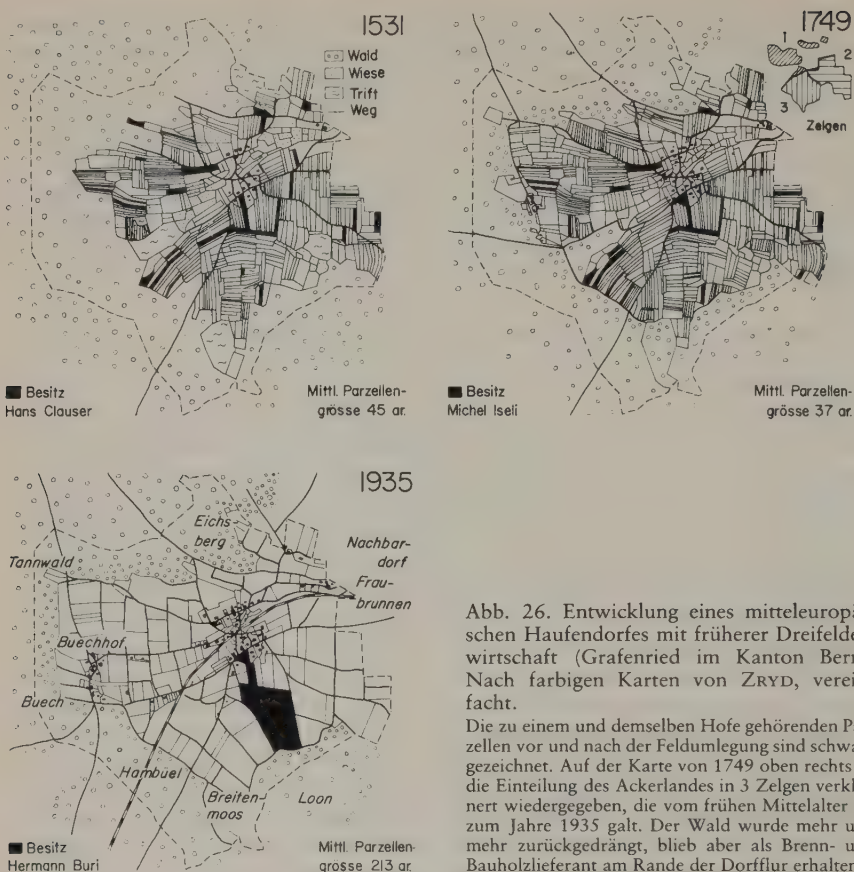 1531
Wald
Wiese
Trift
Weg
Besitz
Hans Clauser
Mittl. Parzellen-
grösse 45 ar.
1749
1
2
3
Zelgen
Besitz
Michel Iseli
Mittl. Parzellen-
grösse 37 ar.
1935
Eichs-
berg
Nachbar-
dorf
Frau-
brunnen
Tannwald
Buechhof
Buech
Hambüel
Breiten-
moos
Loon
Besitz
Hermann Buri
Mittl. Parzellen-
grösse 213 ar.
Abb. 26. Entwicklung eines mitteleuropä
schen Haufendorfes mit früherer Dreifelde
wirtschaft (Grafenried im Kanton Bern
Nach farbigen Karten von ZRYD, verei
facht.
Die zu einem und demselben Hofe gehörenden P
zellen vor und nach der Feldumlegung sind schwa
gezeichnet. Auf der Karte von 1749 oben rechts
die Einteilung des Ackerlandes in 3 Zelgen verkl
nert wiedergegeben, die vom frühen Mittelalter
zum Jahre 1935 galt. Der Wald wurde mehr u
mehr zurückgedrängt, blieb aber als Brenn- u
Bauholzlieferant am Rande der Dorfflur erhalten